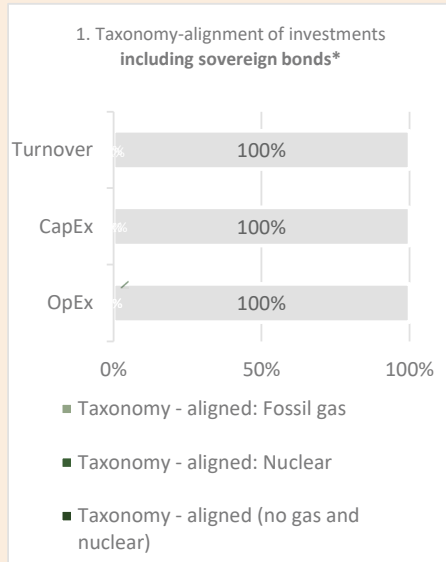 1. Taxonomy-alignment of investments
including sovereign bonds*
Turnover
100%
CapEx
100%
OpEx
100%
0%
50%
100%
Taxonomy - aligned: Fossil gas
Taxonomy - aligned: Nuclear
Taxonomy - aligned (no gas and
nuclear)